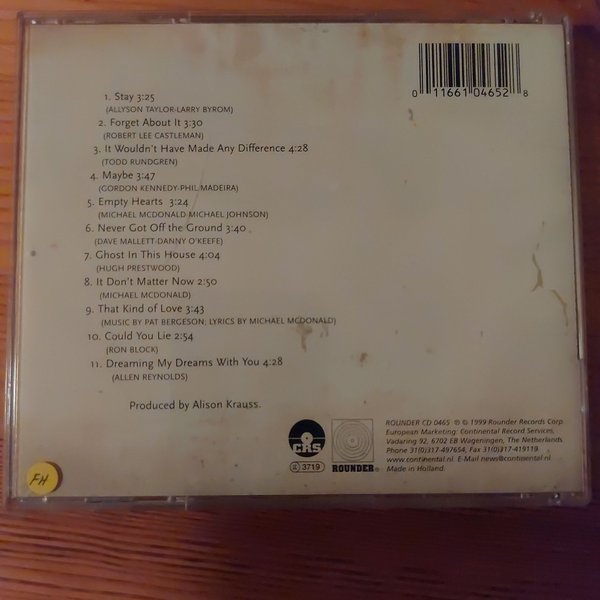 0 11661 04652 8
1. Stay 3:25
(ALLYSON TAYLOR-LARRY BYROM)
2. Forget About It 3:30
(ROBERT LEE CASTLEMAN)
3. It Wouldn't Have Made Any Difference 4:28
(TODD RUNDGREN)
4. Maybe 3:47
(GORDON KENNEDY-PHIL MADEIRA)
5. Empty Hearts 3:24
(MICHAEL MCDONALD-MICHAEL JOHNSON)
6. Never Got Off the Ground 3:40
(DAVE MALLETT-DANNY O'KEEFE)
7. Ghost In This House 4:04
(HUGH PRESTWOOD)
8. It Don't Matter Now 2:50
(MICHAEL MCDONALD)
9. That Kind of Love 3:43
(MUSIC BY PAT BERGESON; LYRICS BY MICHAEL MCDONALD)
10. Could You Lie 2:54
(RON BLOCK)
11. Dreaming My Dreams With You 4:28
(ALLEN REYNOLDS)
Produced by Alison Krauss.
CRS
3719
ROUNDER®
ROUNDER CD 0465 ℗ © 1999 Rounder Records Corp.
European Marketing: Continental Record Services,
Vadaring 92, 6702 EB Wageningen, The Netherlands
Phone 31(0)317-497654, Fax 31(0)317-419119
www.continental.nl. E-Mail news@continental.nl
Made in Holland.
FH